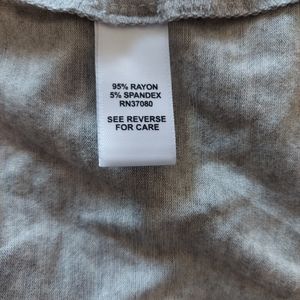 95% RAYON
5% SPANDEX
RN37080
SEE REVERSE
FOR CARE